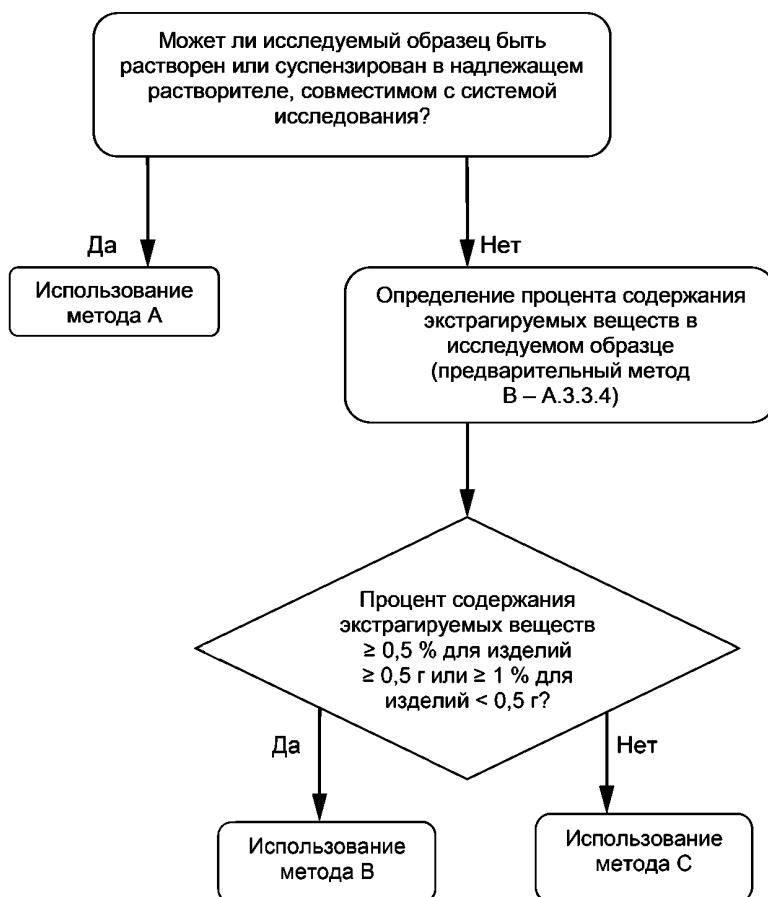 Может ли исследуемый образец быть
растворен или суспензирован в надлежащем
растворителе, совместимом с системой
исследования?
Да
Нет
Использование
метода А
Определение процента содержания
экстрагируемых веществ в
исследуемом образце
(предварительный метод
В – А.3.3.4)
Процент содержания
экстрагируемых веществ
≥ 0,5 % для изделий
≥ 0,5 г или ≥ 1 % для
изделий < 0,5 г?
Да
Нет
Использование
метода В
Использование
метода С